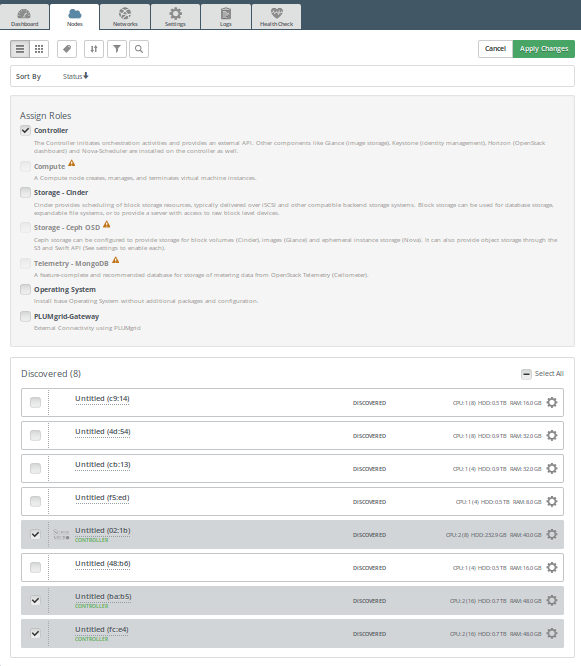 Dashboard Nodes Networks Settings Logs Health Check
Cancel Apply Changes
Sort By Status
Assign Roles
Controller
The Controller initiates orchestration activities and provides an external API. Other components like Glance (image storage), Keystone (identity management), Horizon (OpenStack
dashboard) and Nova-Scheduler are installed on the controller as well.
Compute
A Compute node creates, manages, and terminates virtual machine instances.
Storage - Cinder
Cinder provides scheduling of block storage resources, typically delivered over iSCSI and other compatible backend storage systems. Block storage can be used for database storage,
expandable file systems, or to provide a server with access to raw block level devices.
Storage - Ceph OSD
Ceph storage can be configured to provide storage for block volumes (Cinder), images (Glance) and ephemeral instance storage (Nova). It can also provide object storage through the
S3 and Swift API (See settings to enable each).
Telemetry - MongoDB
A feature-complete and recommended database for storage of metering data from OpenStack Telemetry (Ceilometer).
Operating System
Install base Operating System without additional packages and configuration.
PLUMgrid-Gateway
External Connectivity using PLUMgrid
Discovered (8) Select All
Untitled (c9:14) DISCOVERED CPU: 1 (8) HDD: 0.5 TB RAM: 16.0 GB
Untitled (4d:54) DISCOVERED CPU: 1 (8) HDD: 0.9 TB RAM: 32.0 GB
Untitled (cb:13) DISCOVERED CPU: 1 (4) HDD: 0.9 TB RAM: 32.0 GB
Untitled (f5:ed) DISCOVERED CPU: 1 (4) HDD: 0.5 TB RAM: 8.0 GB
Untitled (02:1b) DISCOVERED CPU: 2 (8) HDD: 232.9 GB RAM: 40.0 GB
CONTROLLER
Untitled (48:b6) DISCOVERED CPU: 1 (4) HDD: 0.5 TB RAM: 16.0 GB
Untitled (ba:b5) DISCOVERED CPU: 2 (16) HDD: 0.7 TB RAM: 48.0 GB
CONTROLLER
Untitled (fc:e4) DISCOVERED CPU: 2 (16) HDD: 0.7 TB RAM: 48.0 GB
CONTROLLER